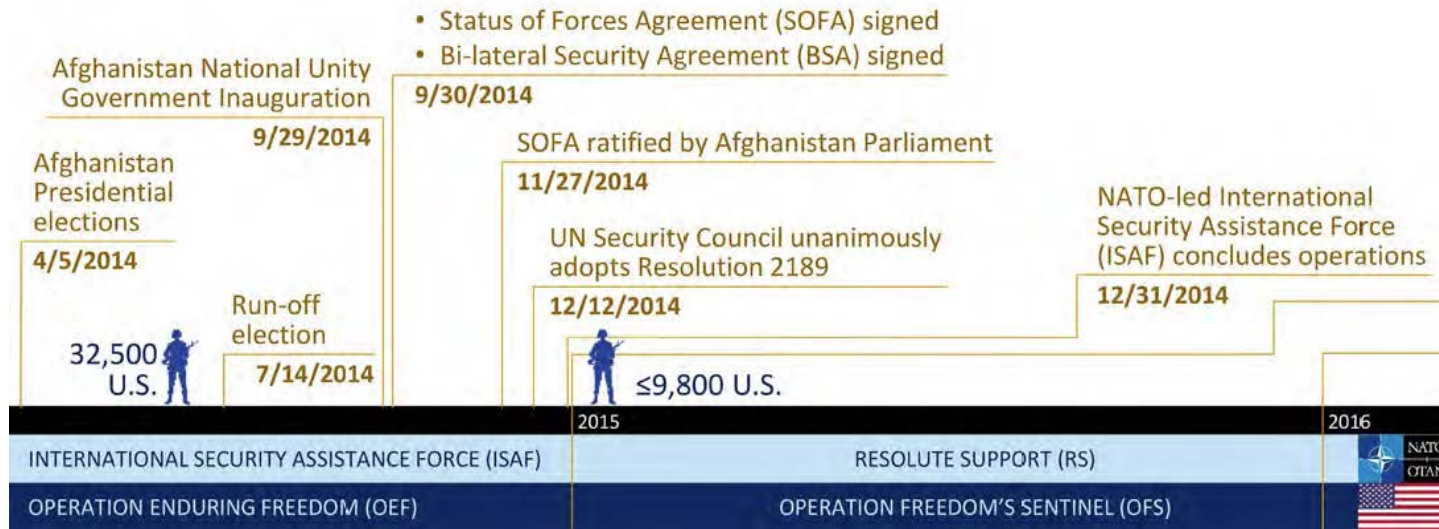 • Status of Forces Agreement (SOFA) signed
• Bi-lateral Security Agreement (BSA) signed
9/30/2014
Afghanistan National Unity
Government Inauguration
9/29/2014
SOFA ratified by Afghanistan Parliament
11/27/2014
Afghanistan
Presidential
elections
4/5/2014
UN Security Council unanimously
adopts Resolution 2189
12/12/2014
NATO-led International
Security Assistance Force
(ISAF) concludes operations
12/31/2014
Run-off
election
7/14/2014
32,500
U.S.
≤9,800 U.S.
2015
2016
INTERNATIONAL SECURITY ASSISTANCE FORCE (ISAF)
RESOLUTE SUPPORT (RS)
NATO
OTAN
OPERATION ENDURING FREEDOM (OEF)
OPERATION FREEDOM'S SENTINEL (OFS)